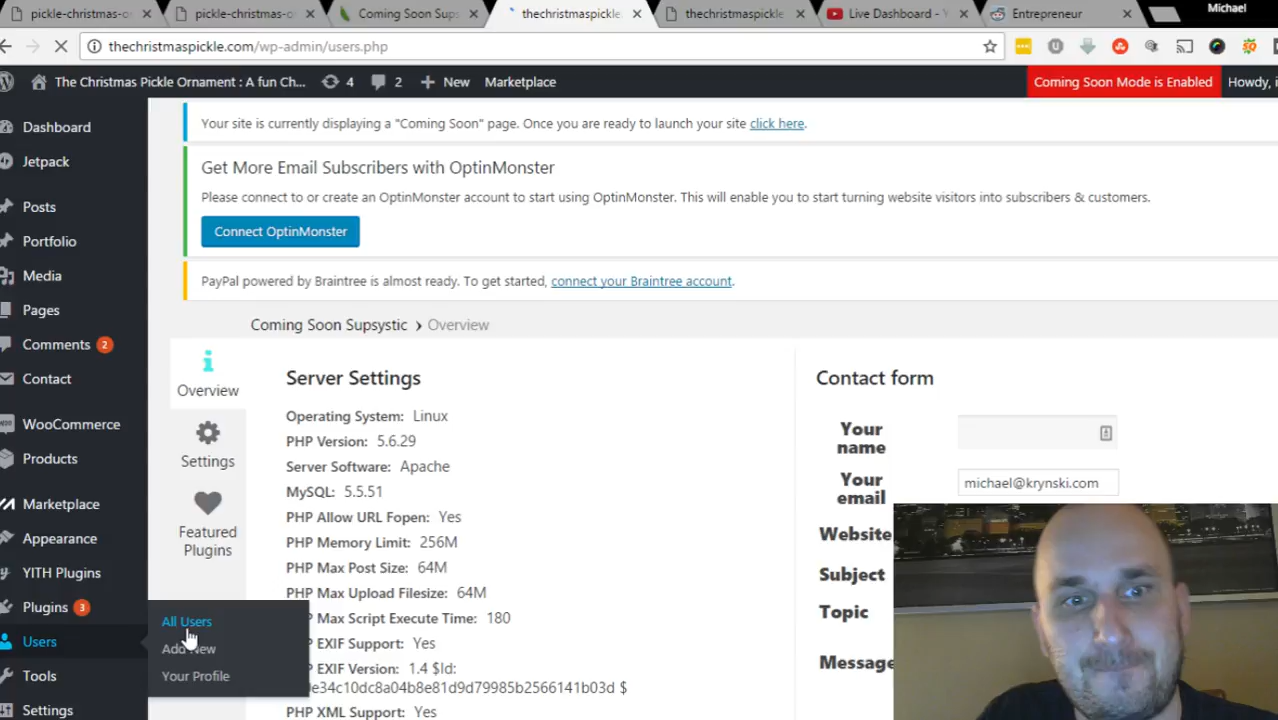 Michael
pickle-christmas-o
pickle-christmas-o
Coming Soon Sups
thechristmaspickle
thechristmaspickle
Live Dashboard - Y
Entrepreneur
thechristmaspickle.com/wp-admin/users.php
The Christmas Pickle Ornament : A fun Ch... 4 2 New Marketplace Coming Soon Mode is Enabled Howdy, i
Dashboard
Jetpack
Posts
Portfolio
Media
Pages
Comments 2
Contact
WooCommerce
Products
Marketplace
Appearance
YITH Plugins
Plugins 3
Users
Tools
Settings
All Users
Add New
Your Profile
Your site is currently displaying a "Coming Soon" page. Once you are ready to launch your site click here.
Get More Email Subscribers with OptinMonster
Please connect to or create an OptinMonster account to start using OptinMonster. This will enable you to start turning website visitors into subscribers & customers.
Connect OptinMonster
PayPal powered by Braintree is almost ready. To get started, connect your Braintree account.
Coming Soon Supsystic › Overview
Overview
Settings
Featured
Plugins
Server Settings
Operating System: Linux
PHP Version: 5.6.29
Server Software: Apache
MySQL: 5.5.51
PHP Allow URL Fopen: Yes
PHP Memory Limit: 256M
PHP Max Post Size: 64M
PHP Max Upload Filesize: 64M
PHP Max Script Execute Time: 180
PHP EXIF Support: Yes
PHP EXIF Version: 1.4 $Id:
de34c10dc8a04b8e81d9d79985b2566141b03d $
PHP XML Support: Yes
Contact form
Your
name
Your
email
michael@krynski.com
Website
Subject
Topic
Message